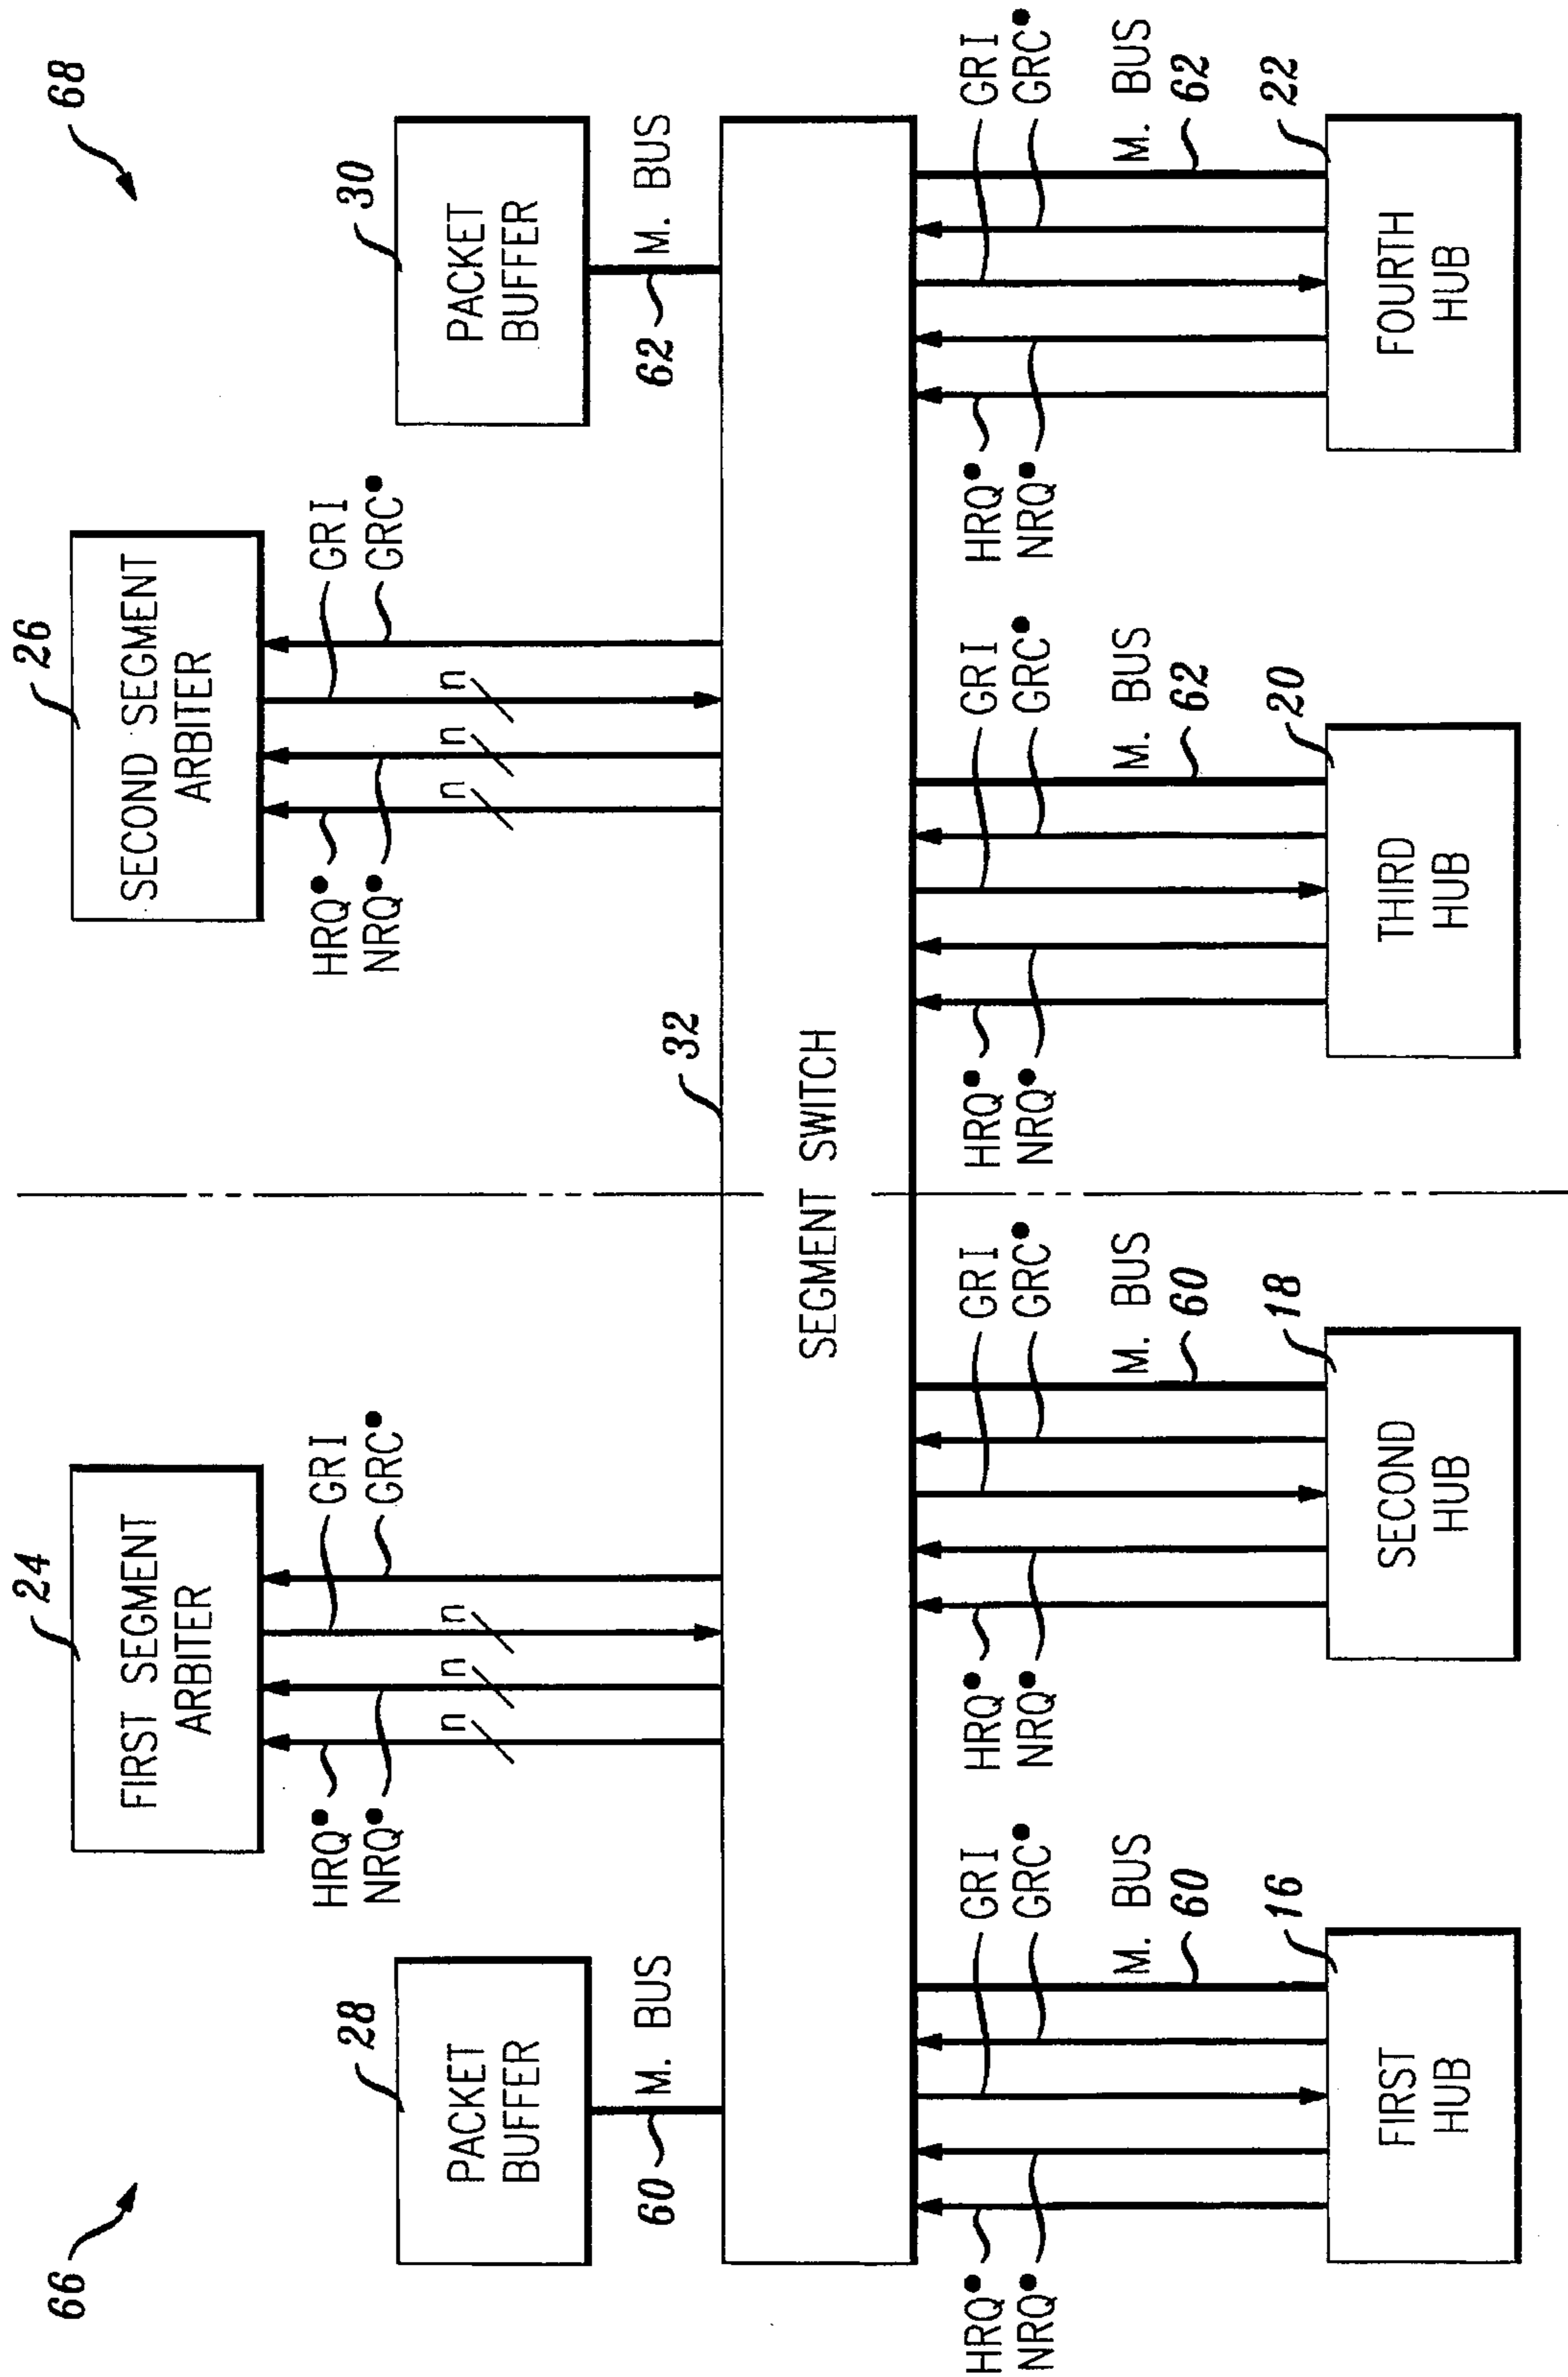 66
24
FIRST SEGMENT
ARBITER
HRQ•
NRQ•
n
n
n
GRI
GRC•
26
SECOND SEGMENT
ARBITER
HRQ•
NRQ•
n
n
n
GRI
GRC•
68
28
PACKET
BUFFER
60
M. BUS
30
PACKET
BUFFER
62
M. BUS
32
SEGMENT SWITCH
HRQ•
NRQ•
GRI
GRC•
M. BUS
60
16
FIRST
HUB
HRQ•
NRQ•
GRI
GRC•
M. BUS
60
18
SECOND
HUB
HRQ•
NRQ•
GRI
GRC•
M. BUS
62
20
THIRD
HUB
HRQ•
NRQ•
GRI
GRC•
M. BUS
62
22
FOURTH
HUB